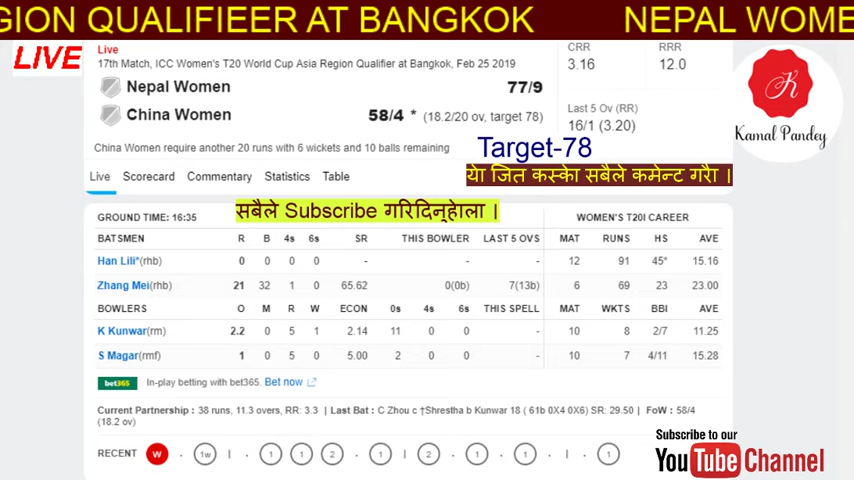 GION QUALIFIEER AT BANGKOK NEPAL WOME
LIVE
Live
17th Match, ICC Women's T20 World Cup Asia Region Qualifier at Bangkok, Feb 25 2019
Nepal Women 77/9
China Women 58/4 * (18.2/20 ov, target 78)
China Women require another 20 runs with 6 wickets and 10 balls remaining
CRR RRR
3.16 12.0
Last 5 Ov (RR)
16/1 (3.20)
K
Kamal Pandey
Target-78
यो जित कस्को सबैले कमेन्ट गरौ ।
Live Scorecard Commentary Statistics Table
सबैले Subscribe गरिदिनुहोला ।
GROUND TIME: 16:35 WOMEN'S T20I CAREER
BATSMEN R B 4s 6s SR THIS BOWLER LAST 5 OVS MAT RUNS HS AVE
Han Lili*(rhb) 0 0 0 0 - - - 12 91 45* 15.16
Zhang Mei(rhb) 21 32 1 0 65.62 0(0b) 7(13b) 6 69 23 23.00
BOWLERS O M R W ECON 0s 4s 6s THIS SPELL MAT WKTS BBI AVE
K Kunwar(rm) 2.2 0 5 1 2.14 11 0 0 - 10 8 2/7 11.25
S Magar(rmf) 1 0 5 0 5.00 2 0 0 - 10 7 4/11 15.28
bet365 In-play betting with bet365. Bet now
Current Partnership : 38 runs, 11.3 overs, RR: 3.3 | Last Bat : C Zhou c †Shrestha b Kunwar 18 ( 61b 0X4 0X6) SR: 29.50 | FoW : 58/4
(18.2 ov)
RECENT W . 1w | . 1 1 2 . 1 | 2 . 1 . 1 . | . 1
Subscribe to our
YouTube Channel